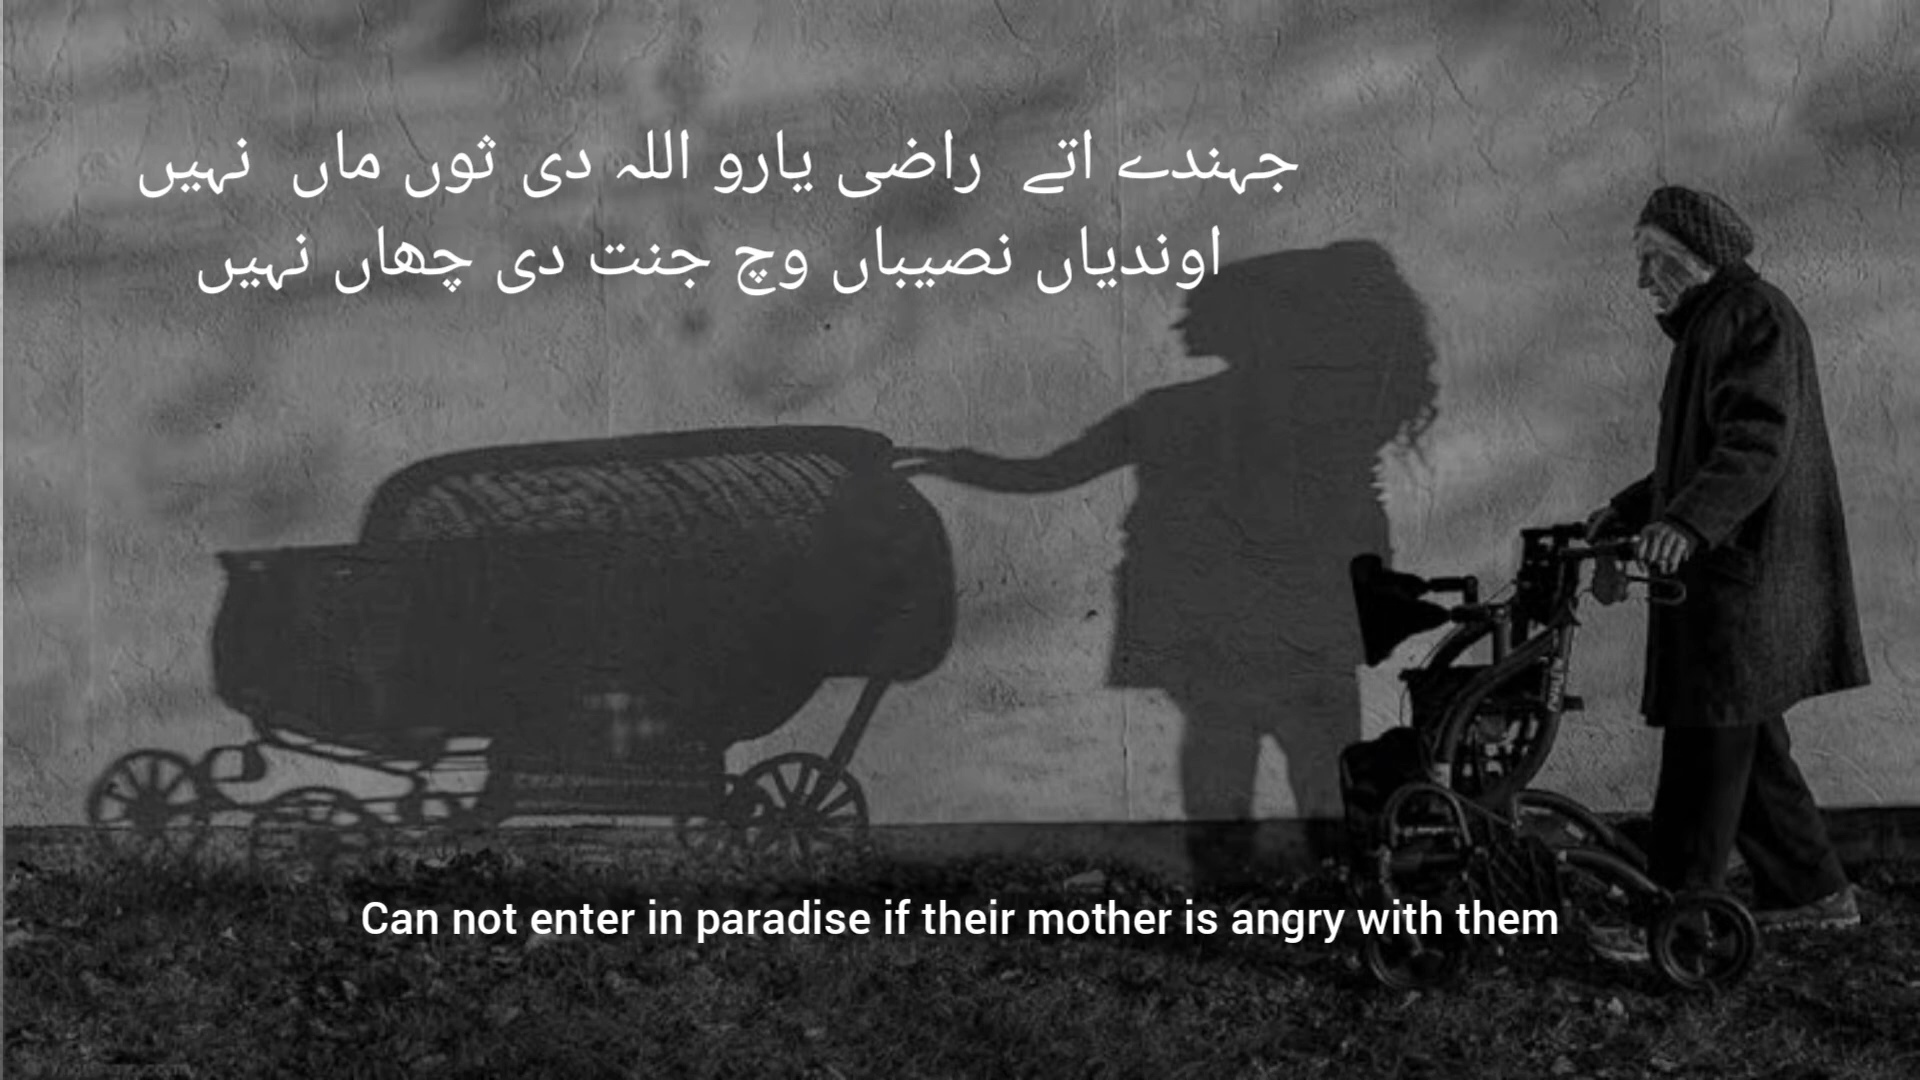 جہندے اتے راضی یارو اللہ دی ثوں ماں نہیں
اوندیاں نصیباں وچ جنت دی چھاں نہیں
Can not enter in paradise if their mother is angry with them